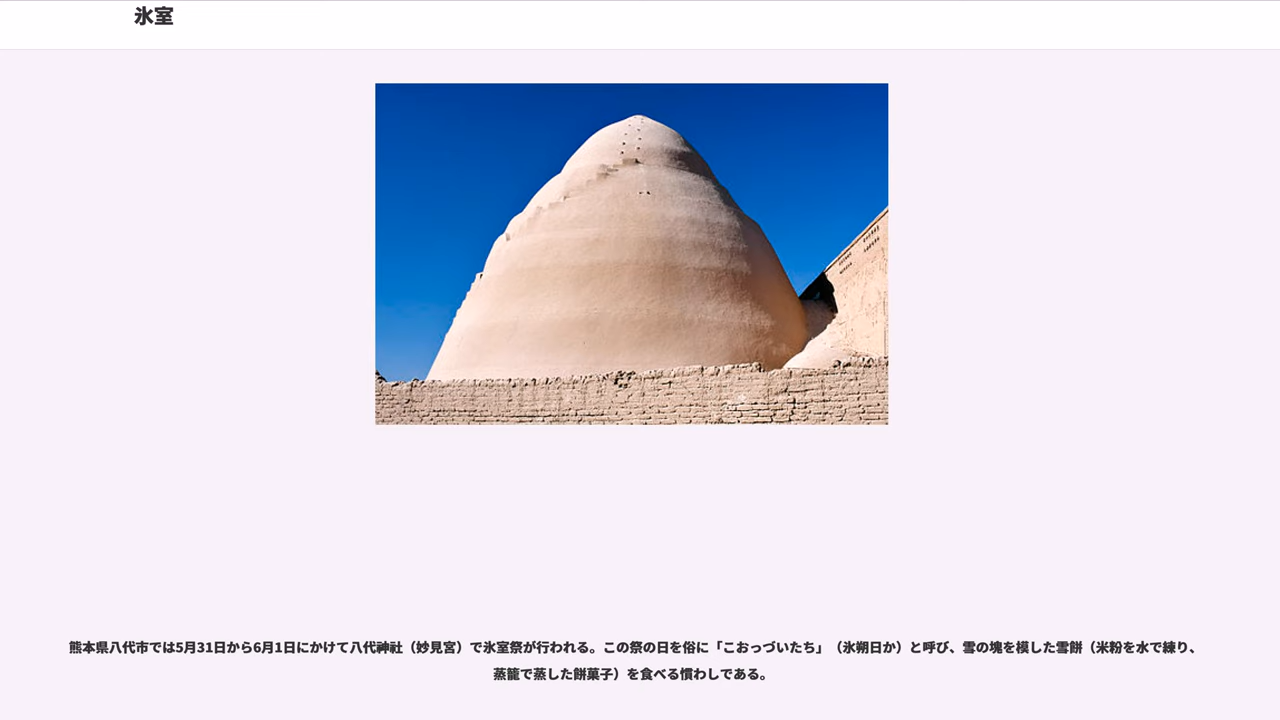 氷室
熊本県八代市では5月31日から6月1日にかけて八代神社（妙見宮）で氷室祭が行われる。この祭の日を俗に「こおっづいたち」（氷朔日か）と呼び、雪の塊を模した雪餅（米粉を水で練り、
蒸籠で蒸した餅菓子）を食べる慣わしである。